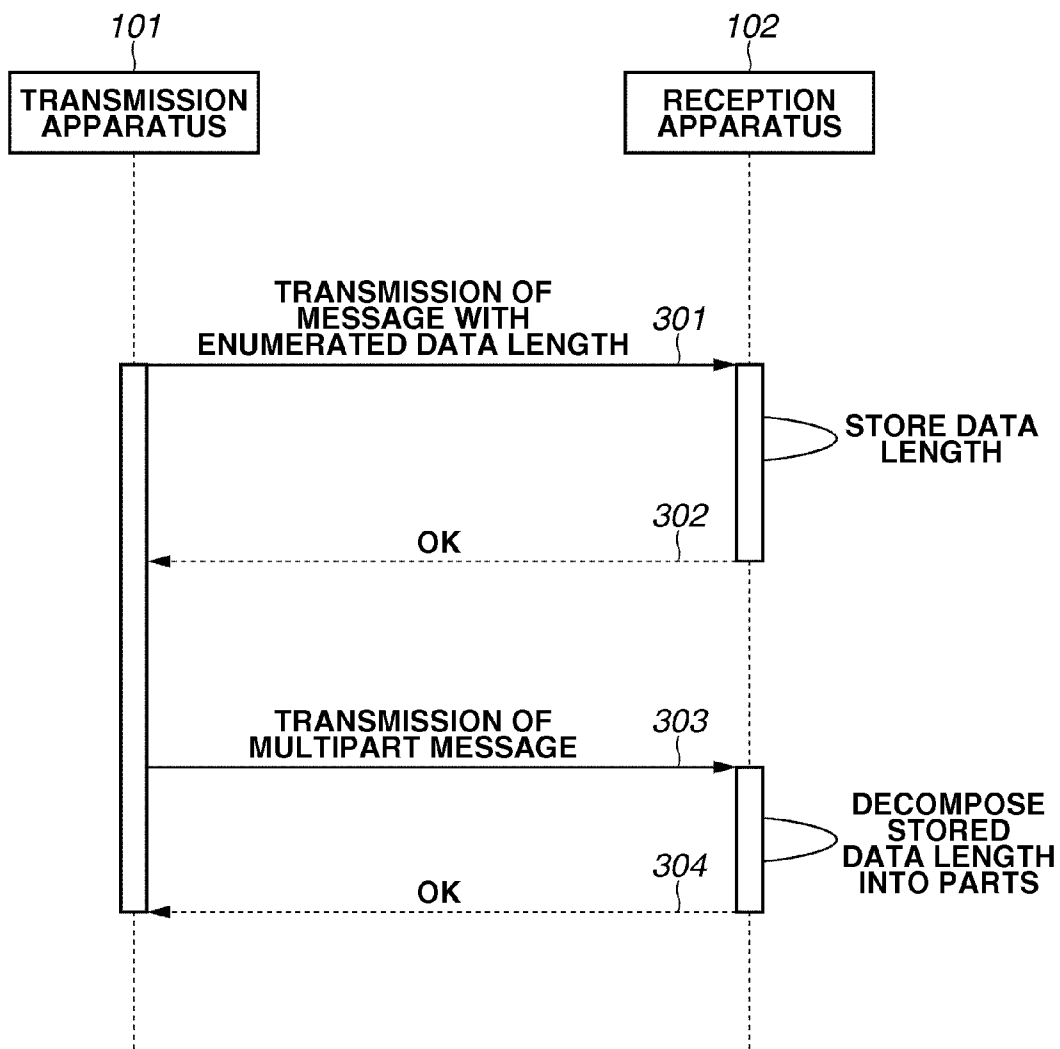 101
102
TRANSMISSION
APPARATUS
RECEPTION
APPARATUS
TRANSMISSION OF
MESSAGE WITH
ENUMERATED DATA LENGTH
301
STORE DATA
LENGTH
302
OK
TRANSMISSION OF
MULTIPART MESSAGE
303
DECOMPOSE
STORED
DATA LENGTH
INTO PARTS
304
OK